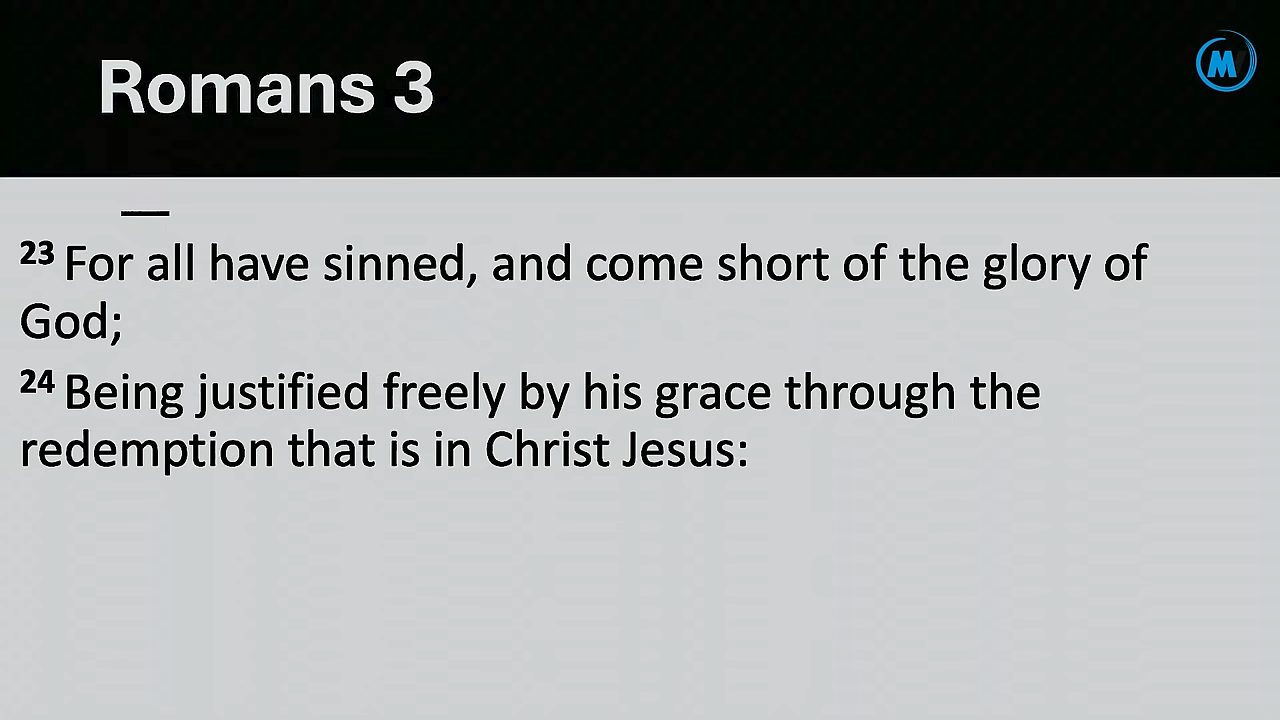 Romans 3
M
23 For all have sinned, and come short of the glory of
God;
24 Being justified freely by his grace through the
redemption that is in Christ Jesus: